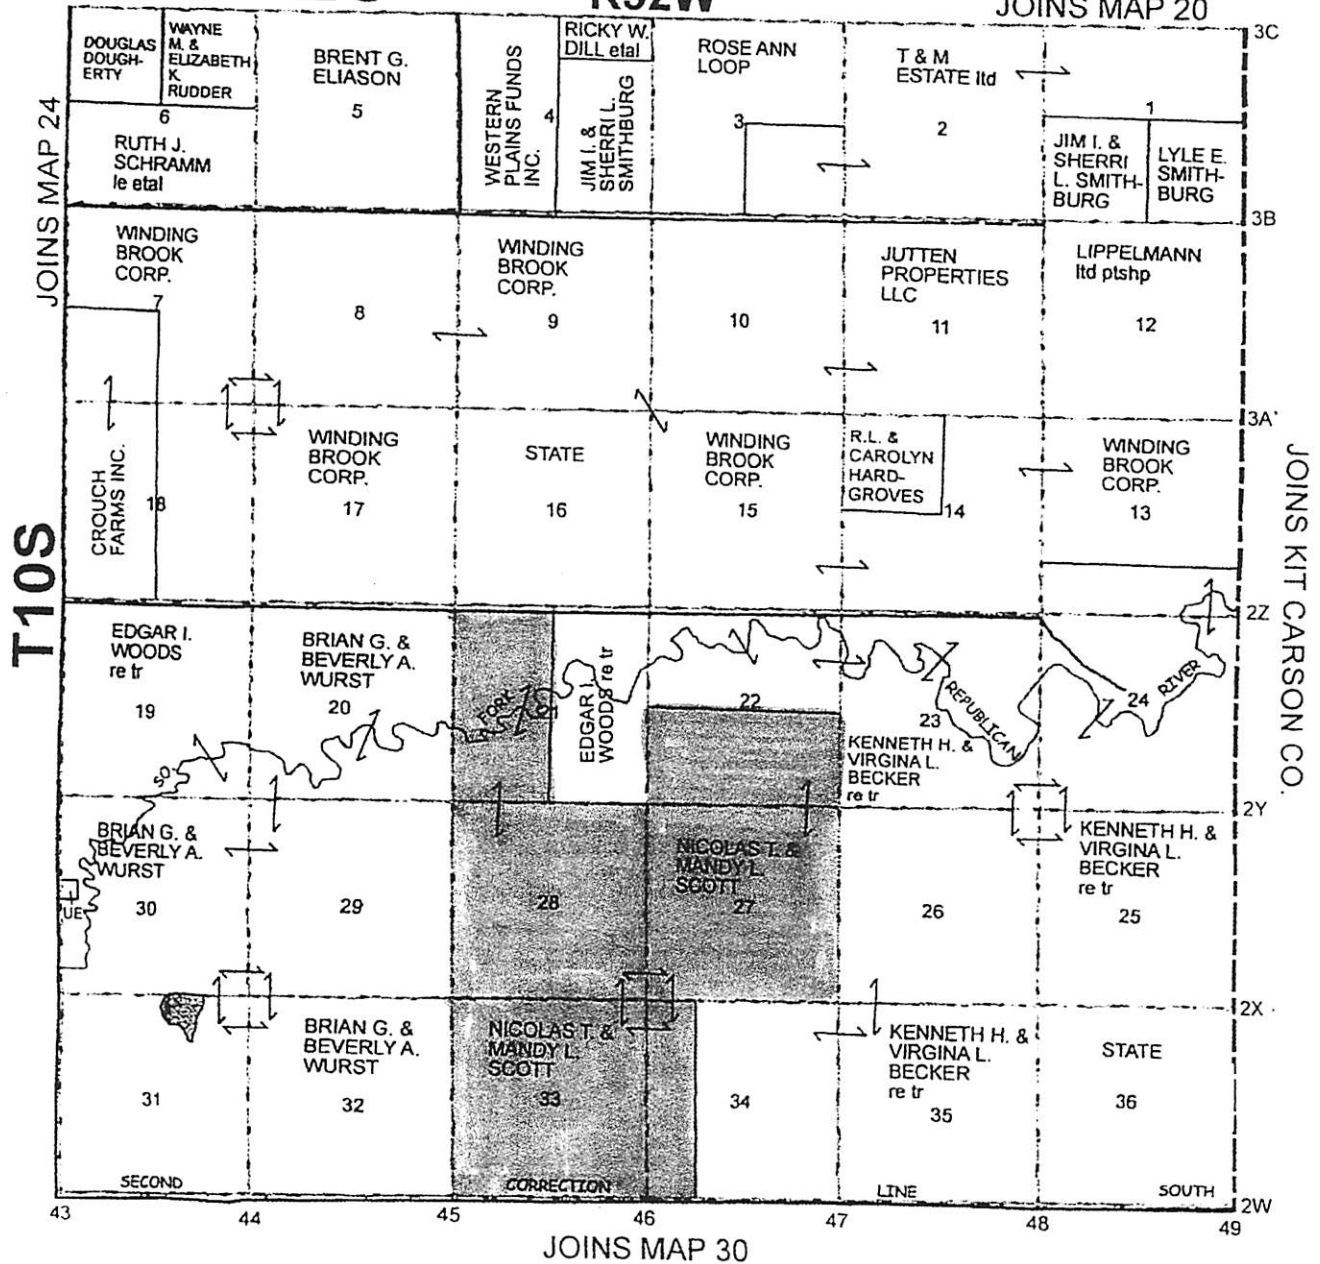 JOINS MAP 20
T10S
JOINS MAP 24
JOINS KIT CARSON CO.
DOUGLAS
DOUGH-
ERTY
WAYNE
M. &
ELIZABETH
K.
RUDDER
6
RUTH J.
SCHRAMM
le etal
BRENT G.
ELIASON
5
WESTERN
PLAINS FUNDS
INC.
4
RICKY W.
DILL etal
JIM I. &
SHERRI L.
SMITHBURG
ROSE ANN
LOOP
3
T & M
ESTATE ltd
2
1
JIM I. &
SHERRI
L. SMITH-
BURG
LYLE E.
SMITH-
BURG
3C
3B
WINDING
BROOK
CORP.
7
8
WINDING
BROOK
CORP.
9
10
JUTTEN
PROPERTIES
LLC
11
LIPPELMANN
ltd ptshp
12
3A
CROUCH
FARMS INC.
18
WINDING
BROOK
CORP.
17
STATE
16
WINDING
BROOK
CORP.
15
R.L. &
CAROLYN
HARD-
GROVES
14
WINDING
BROOK
CORP.
13
2Z
EDGAR I.
WOODS
re tr
19
BRIAN G. &
BEVERLY A.
WURST
20
SO.
FORK
EDGAR I.
WOODS re tr
22
23
REPUBLICAN
24
RIVER
KENNETH H. &
VIRGINA L.
BECKER
re tr
2Y
BRIAN G. &
BEVERLY A.
WURST
30
UE
29
28
NICOLAS T. &
MANDY L.
SCOTT
27
26
KENNETH H. &
VIRGINA L.
BECKER
re tr
25
2X
31
BRIAN G. &
BEVERLY A.
WURST
32
NICOLAS T. &
MANDY L.
SCOTT
33
34
KENNETH H. &
VIRGINA L.
BECKER
re tr
35
STATE
36
SECOND
CORRECTION
LINE
SOUTH
2W
43
44
45
46
47
48
49
JOINS MAP 30